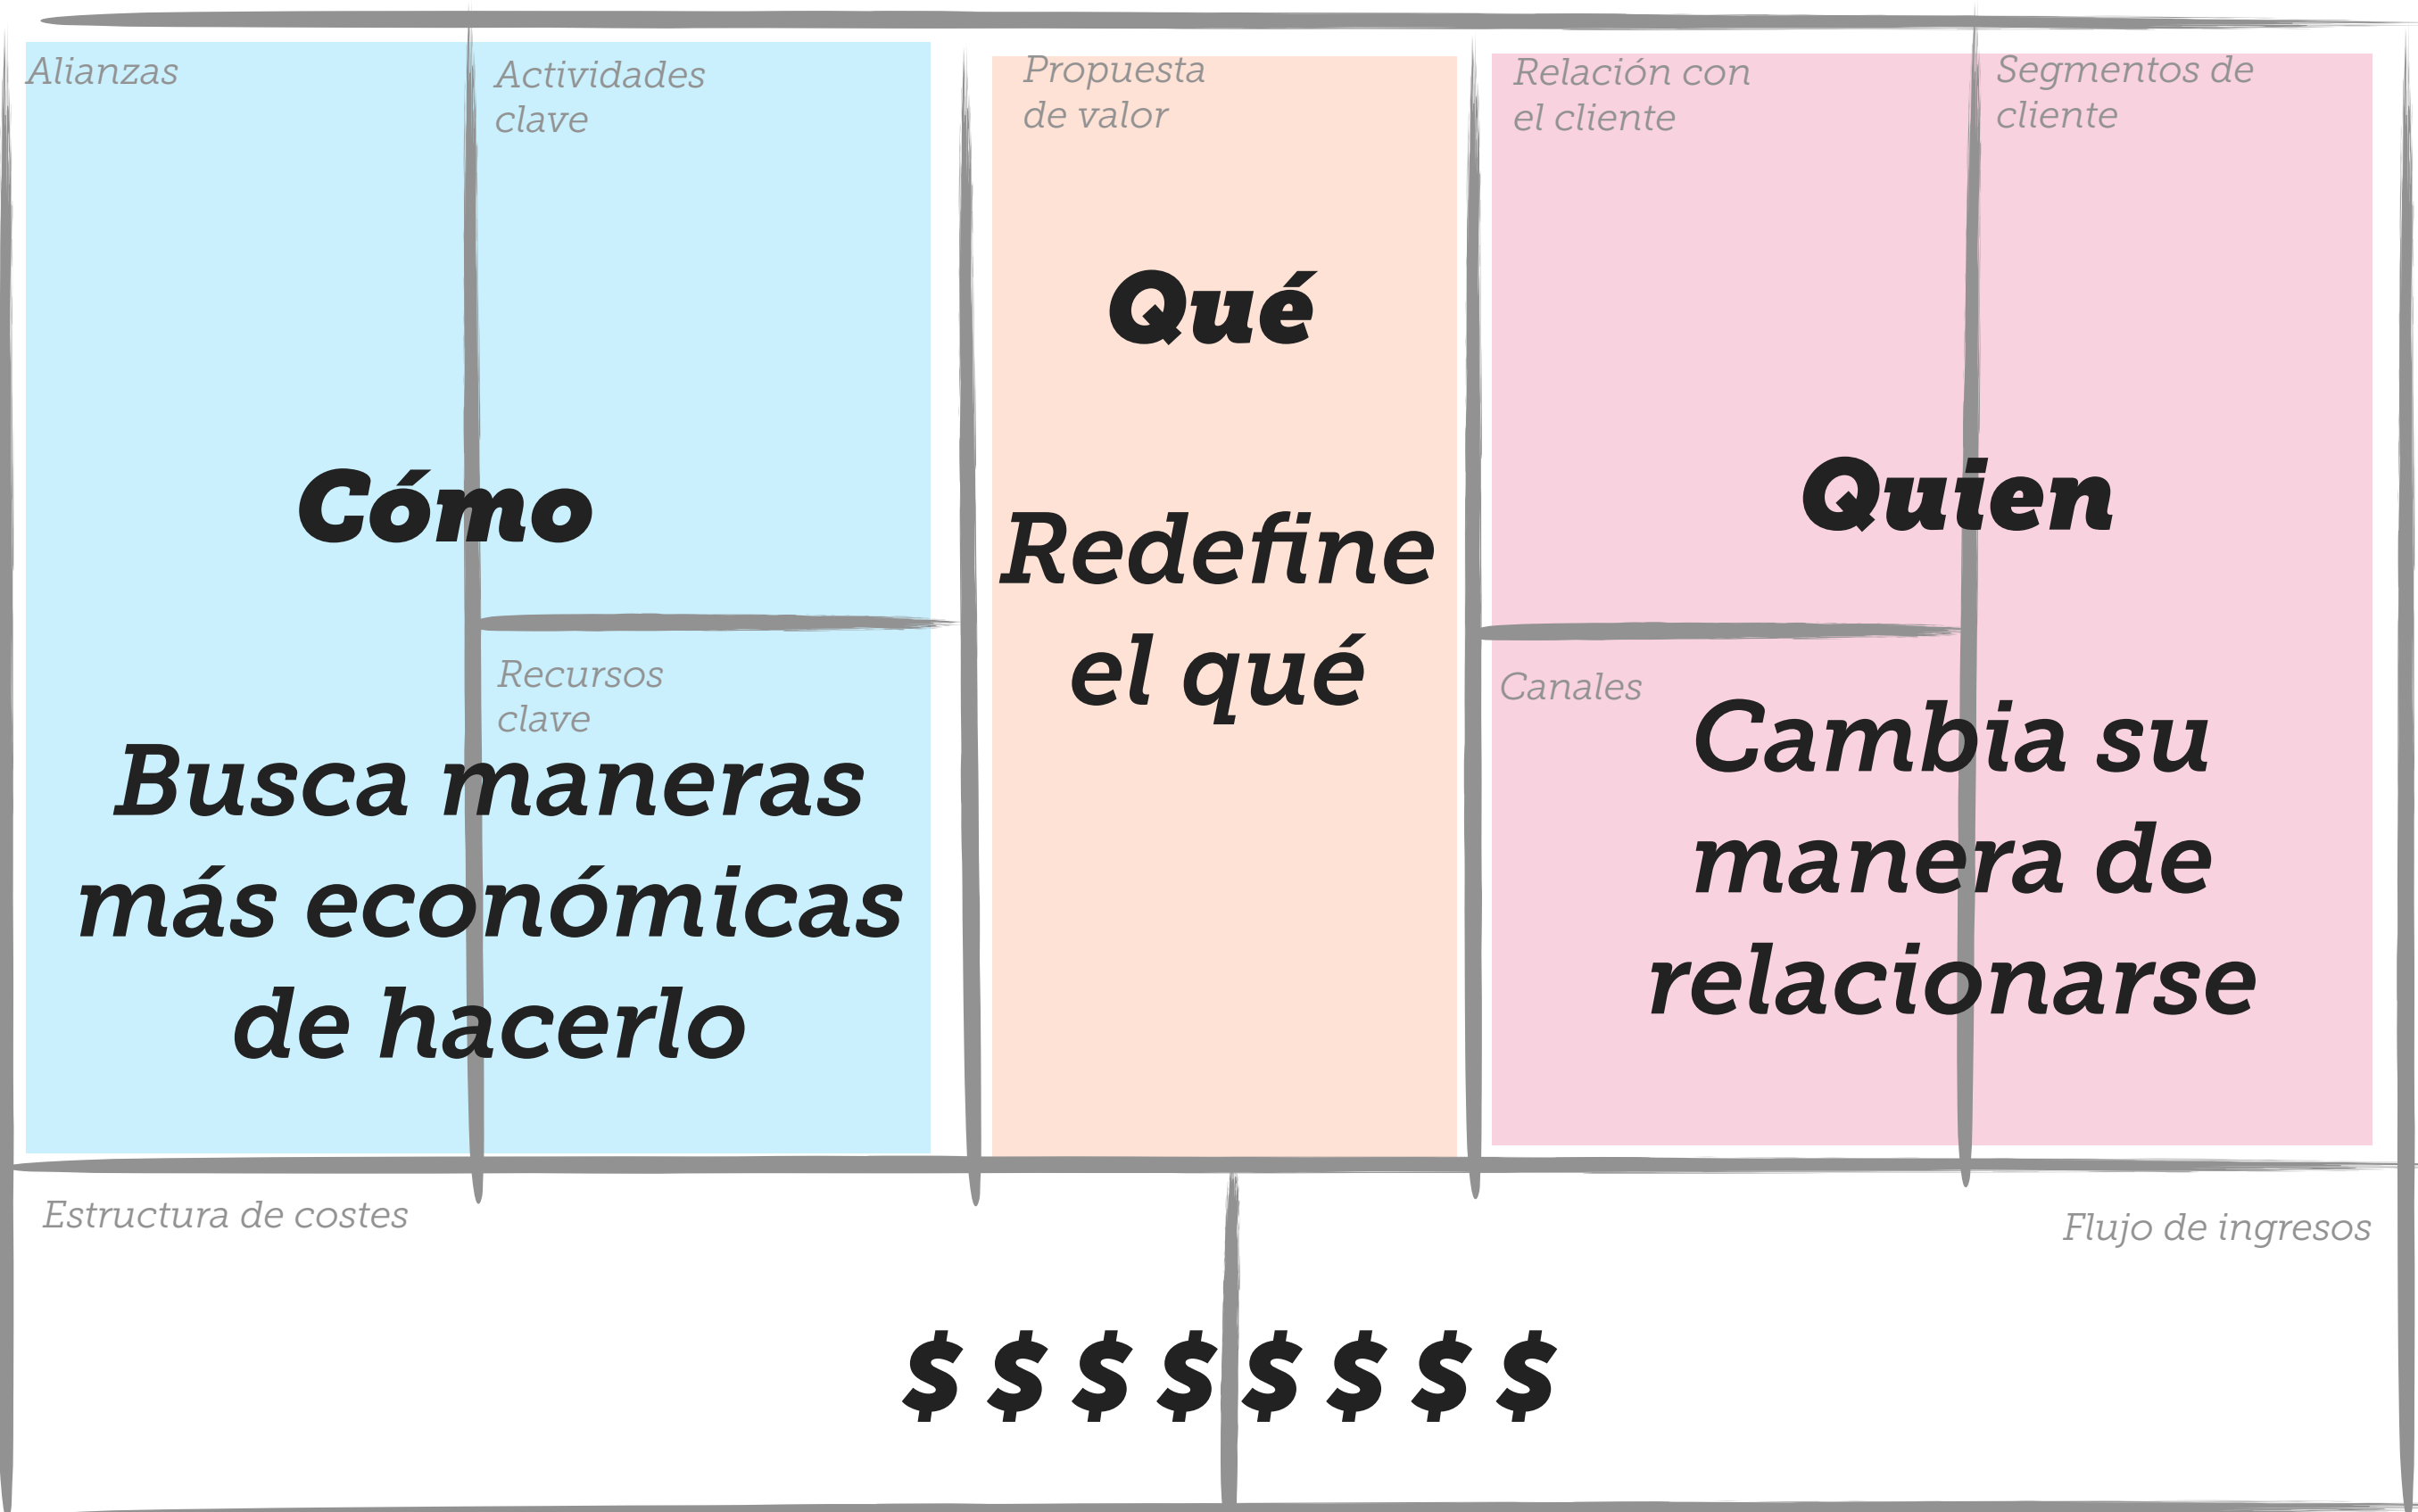 Alianzas
Actividades
clave
Propuesta
de valor
Relación con
el cliente
Segmentos de
cliente
Cómo
Recursos
clave
Busca maneras
más económicas
de hacerlo
Qué
Redefine
el qué
Quien
Canales
Cambia su
manera de
relacionarse
Estructura de costes
Flujo de ingresos
$ $ $ $ $ $ $ $